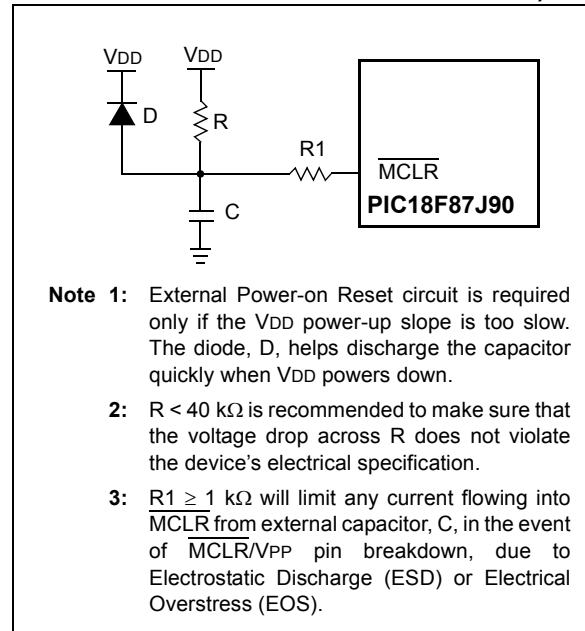 VDD VDD
D
R
R1
MCLR
PIC18F87J90
C
Note 1: External Power-on Reset circuit is required
only if the VDD power-up slope is too slow.
The diode, D, helps discharge the capacitor
quickly when VDD powers down.
2: R < 40 kΩ is recommended to make sure that
the voltage drop across R does not violate
the device's electrical specification.
3: R1 ≥ 1 kΩ will limit any current flowing into
MCLR from external capacitor, C, in the event
of MCLR/VPP pin breakdown, due to
Electrostatic Discharge (ESD) or Electrical
Overstress (EOS).